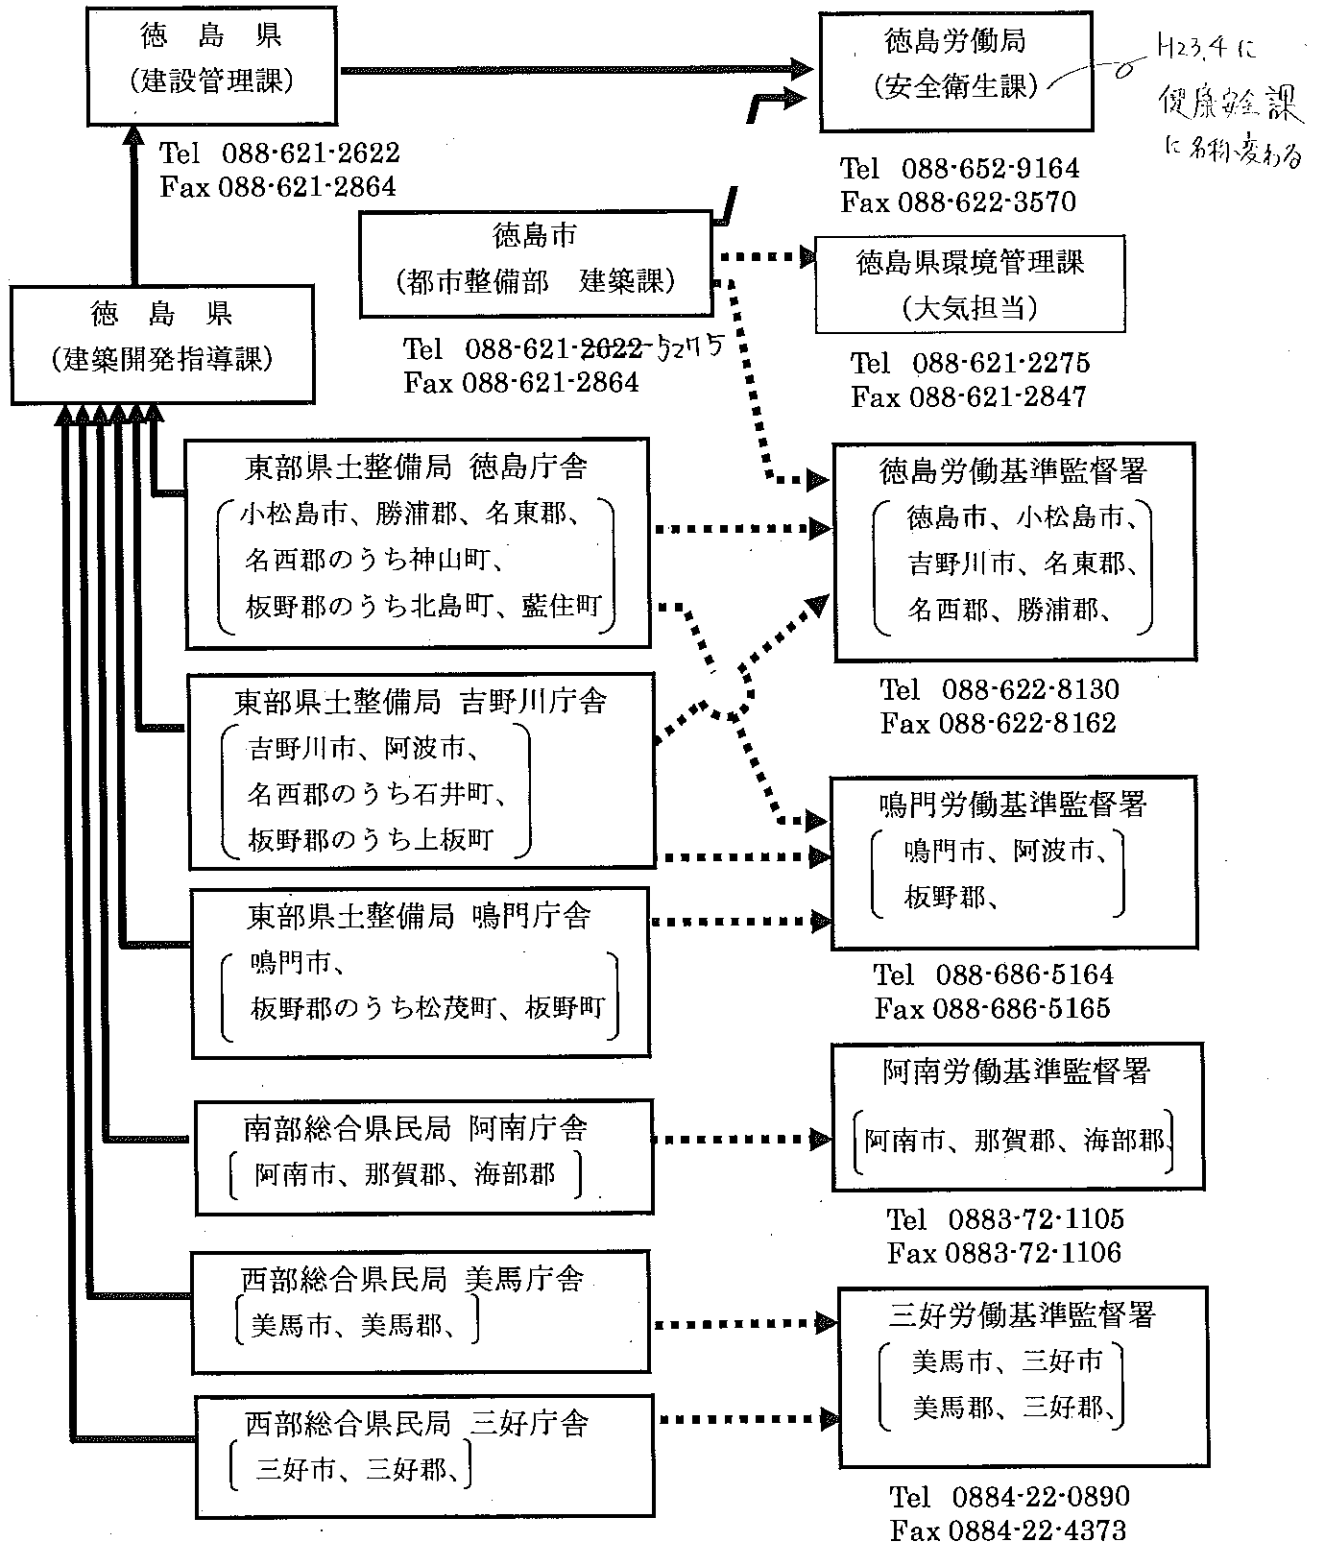 徳　島　県
(建設管理課)
Tel 088-621-2622
Fax 088-621-2864
徳島労働局
(安全衛生課)
H23.4 に
健康安全課
に名称変わる
Tel 088-652-9164
Fax 088-622-3570
徳島市
(都市整備部　建築課)
Tel 088-621-2622 5275
Fax 088-621-2864
徳島県環境管理課
(大気担当)
Tel 088-621-2275
Fax 088-621-2847
徳　島　県
(建築開発指導課)
東部県土整備局 徳島庁舎
小松島市、勝浦郡、名東郡、
名西郡のうち神山町、
板野郡のうち北島町、藍住町
徳島労働基準監督署
徳島市、小松島市、
吉野川市、名東郡、
名西郡、勝浦郡、
Tel 088-622-8130
Fax 088-622-8162
東部県土整備局 吉野川庁舎
吉野川市、阿波市、
名西郡のうち石井町、
板野郡のうち上板町
鳴門労働基準監督署
鳴門市、阿波市、
板野郡、
Tel 088-686-5164
Fax 088-686-5165
東部県土整備局 鳴門庁舎
鳴門市、
板野郡のうち松茂町、板野町
南部総合県民局 阿南庁舎
阿南市、那賀郡、海部郡
阿南労働基準監督署
阿南市、那賀郡、海部郡、
Tel 0883-72-1105
Fax 0883-72-1106
西部総合県民局 美馬庁舎
美馬市、美馬郡、
三好労働基準監督署
美馬市、三好市
美馬郡、三好郡、
Tel 0884-22-0890
Fax 0884-22-4373
西部総合県民局 三好庁舎
三好市、三好郡、